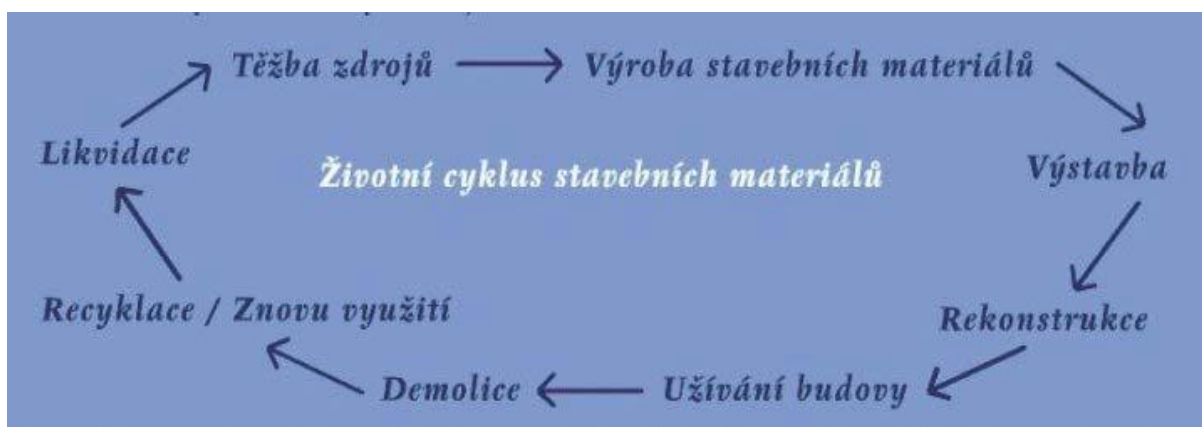 Těžba zdrojů
Výroba stavebních materiálů
Likvidace
Životní cyklus stavebních materiálů
Výstavba
Recyklace / Znovu využití
Rekonstrukce
Demolice
Užívání budovy